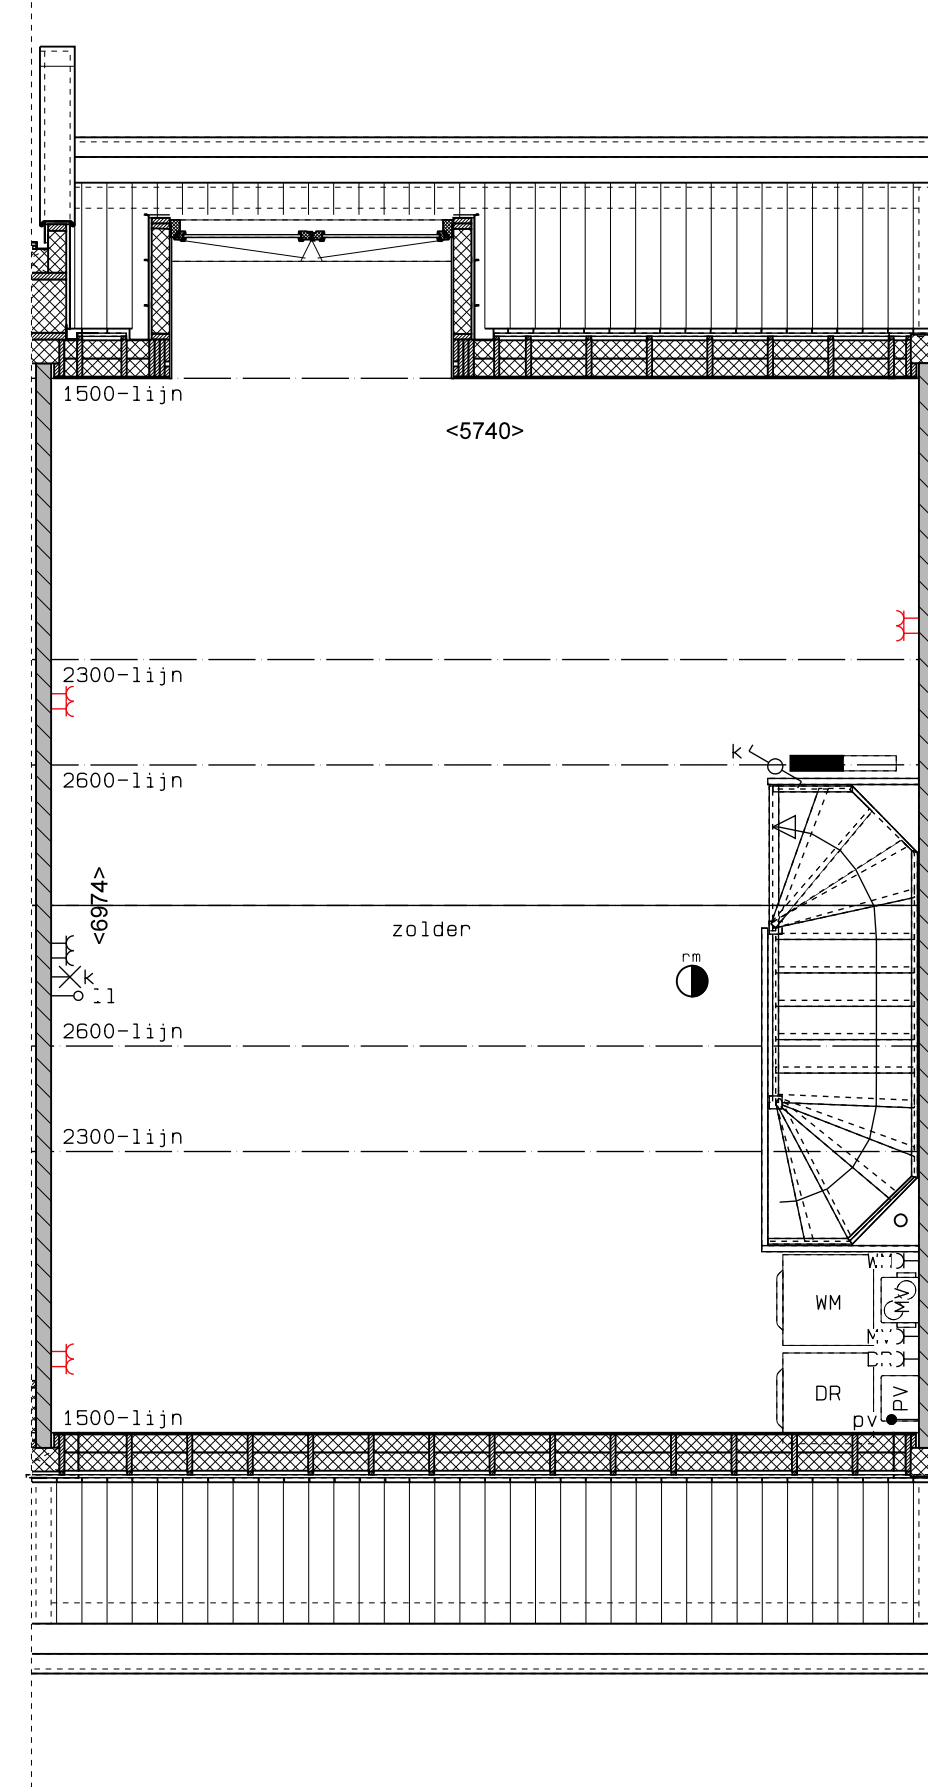 1500-lijn
<5740>
2300-lijn
k
2600-lijn
<6974>
zolder
rm
k
2600-lijn
2300-lijn
WM
MV
DR
PV
1500-lijn
pv